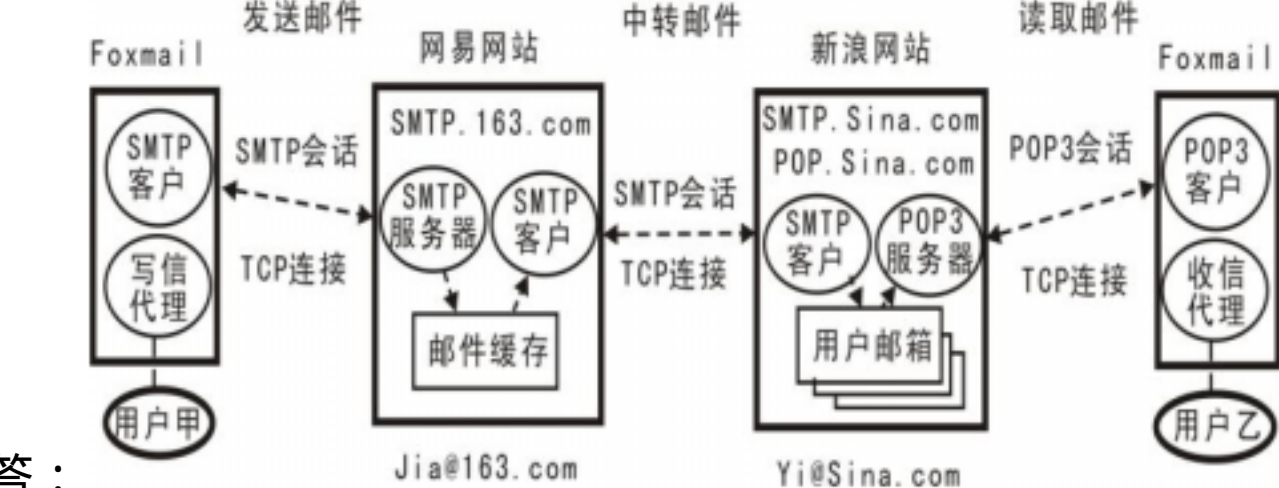 发送邮件
中转邮件
读取邮件
Foxmail
网易网站
新浪网站
Foxmail
SMTP
客户
写信
代理
用户甲
SMTP会话
TCP连接
SMTP.163.com
SMTP
服务器
SMTP
客户
邮件缓存
Jia@163.com
SMTP会话
TCP连接
SMTP.Sina.com
POP.Sina.com
SMTP
客户
POP3
服务器
用户邮箱
Yi@Sina.com
POP3会话
TCP连接
POP3
客户
收信
代理
用户乙
答：